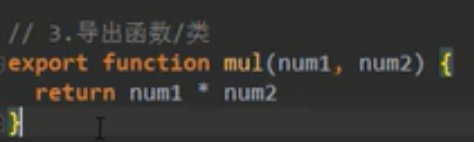 // 3.导出函数/类
export function mul(num1, num2) {
  return num1 * num2
}